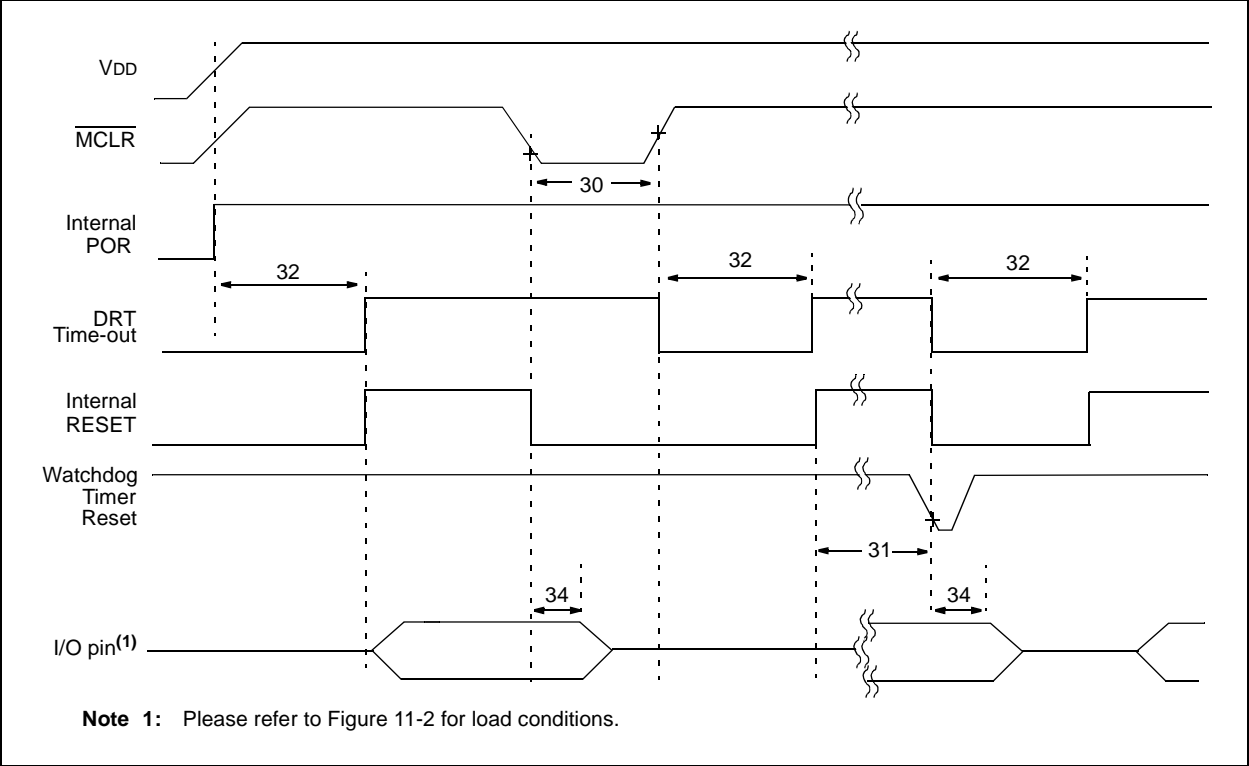 VDD
MCLR
30
Internal
POR
32
32
32
DRT
Time-out
Internal
RESET
Watchdog
Timer
Reset
31
34
34
I/O pin(1)
Note 1: Please refer to Figure 11-2 for load conditions.